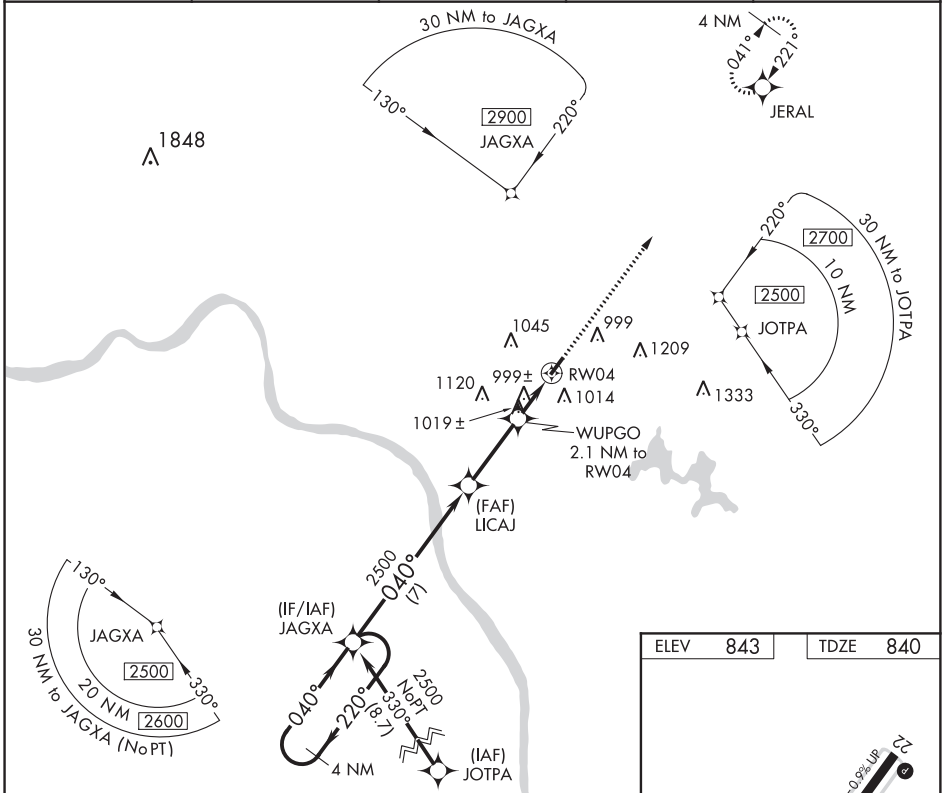 30 NM to JAGXA
130°
220°
2900
JAGXA
4 NM
041°
221°
JERAL
1848
220°
2700
30 NM to JOTPA
10 NM
2500
JOTPA
330°
1045
999
1209
1120
999±
RW04
1014
1333
1019±
WUPGO
2.1 NM to
RW04
(FAF)
LICAJ
2500
040°
(7)
(IF/IAF)
JAGXA
130°
JAGXA
2500
330°
20 NM
2600
30 NM to JAGXA (NoPT)
040°
220°
4 NM
2500
NoPT
330°
(8.7)
(IAF)
JOTPA
ELEV 843
TDZE 840
22
0.9% UP
P